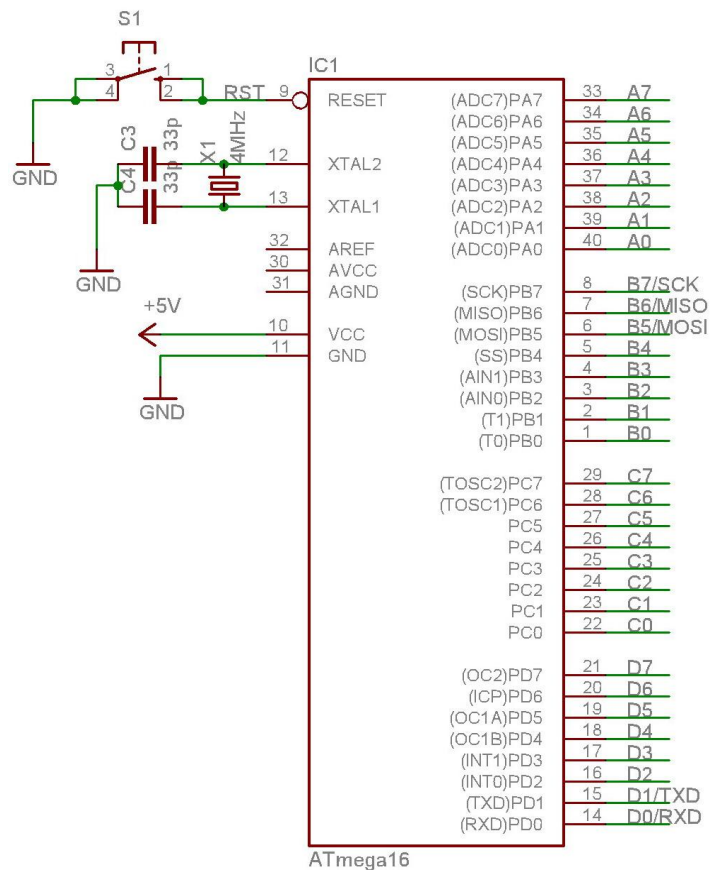 S1
IC1
3 1
4 2
RST 9 RESET
(ADC7)PA7 33 A7
(ADC6)PA6 34 A6
(ADC5)PA5 35 A5
C3 33p
X1 4MHz
12 XTAL2
(ADC4)PA4 36 A4
(ADC3)PA3 37 A3
GND
C4 33p
13 XTAL1
(ADC2)PA2 38 A2
(ADC1)PA1 39 A1
32 AREF
(ADC0)PA0 40 A0
30 AVCC
GND
31 AGND
(SCK)PB7 8 B7/SCK
+5V
(MISO)PB6 7 B6/MISO
10 VCC
(MOSI)PB5 6 B5/MOSI
11 GND
(SS)PB4 5 B4
(AIN1)PB3 4 B3
(AIN0)PB2 3 B2
GND
(T1)PB1 2 B1
(T0)PB0 1 B0
(TOSC2)PC7 29 C7
(TOSC1)PC6 28 C6
PC5 27 C5
PC4 26 C4
PC3 25 C3
PC2 24 C2
PC1 23 C1
PC0 22 C0
(OC2)PD7 21 D7
(ICP)PD6 20 D6
(OC1A)PD5 19 D5
(OC1B)PD4 18 D4
(INT1)PD3 17 D3
(INT0)PD2 16 D2
(TXD)PD1 15 D1/TXD
(RXD)PD0 14 D0/RXD
ATmega16